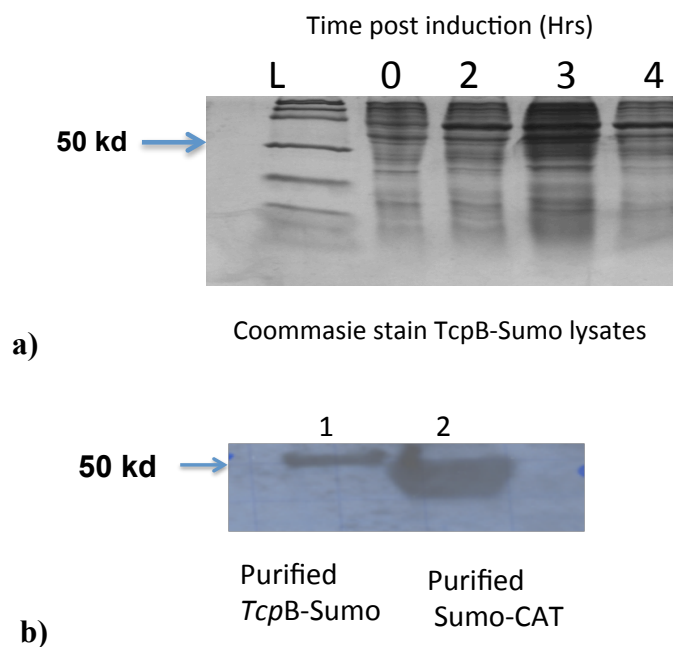 Time post induction (Hrs)
L 0 2 3 4
50 kd
Coommasie stain TcpB-Sumo lysates
a)
1 2
50 kd
Purified Purified
TcpB-Sumo Sumo-CAT
b)